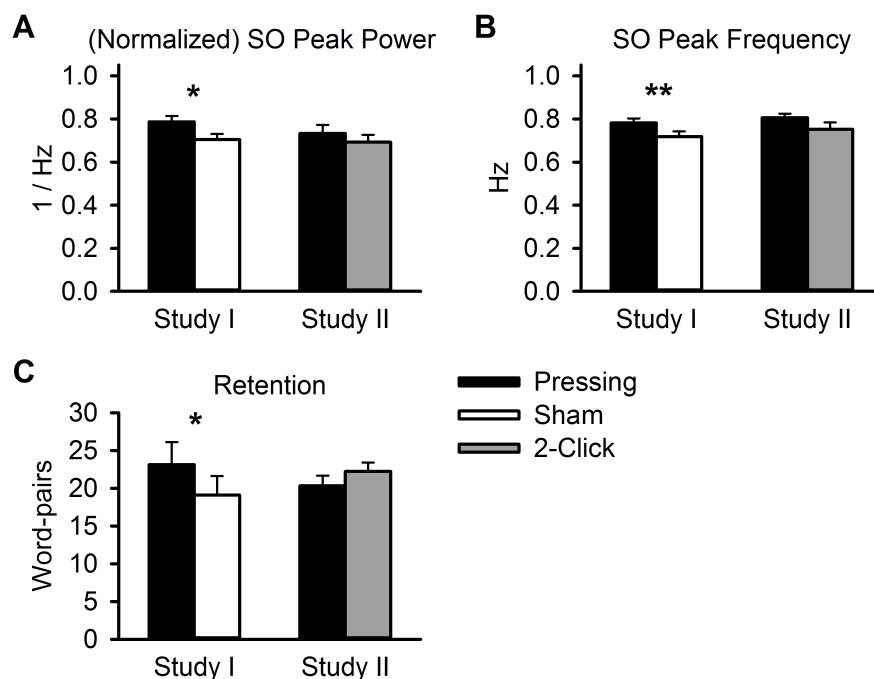 A
(Normalized) SO Peak Power
1.0
0.8
0.6
0.4
0.2
0.0
1 / Hz
*
Study I
Study II
B
SO Peak Frequency
1.0
0.8
0.6
0.4
0.2
0.0
Hz
**
Study I
Study II
C
Retention
30
25
20
15
10
5
0
Word-pairs
*
Study I
Study II
Pressing
Sham
2-Click